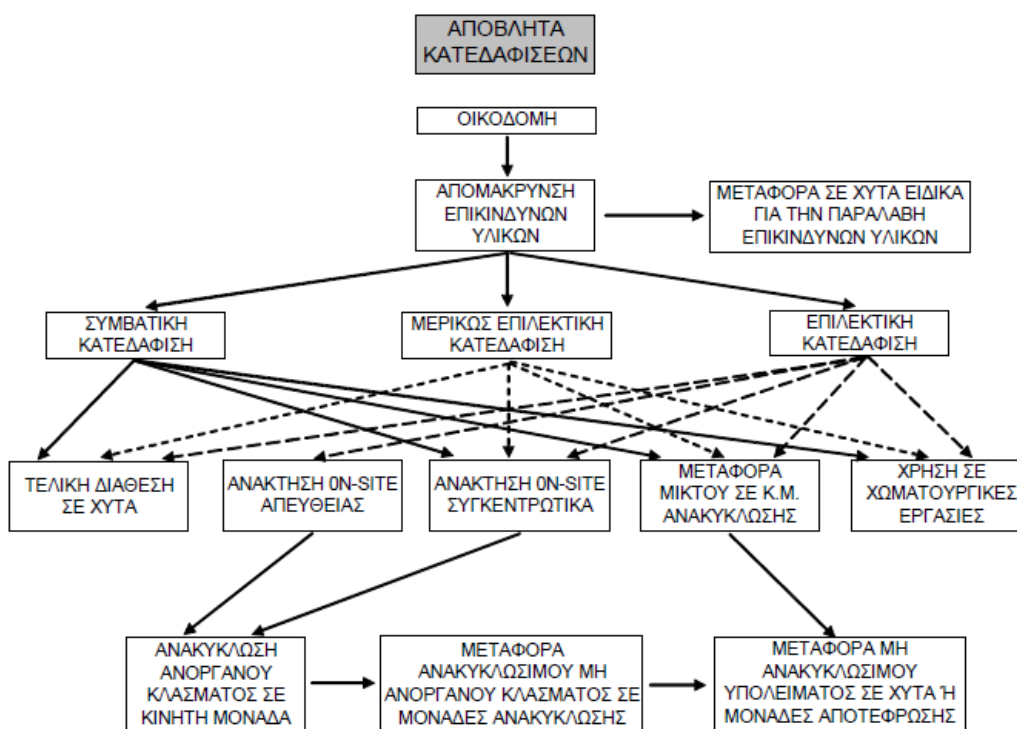 ΑΠΟΒΛΗΤΑ
ΚΑΤΕΔΑΦΙΣΕΩΝ
ΟΙΚΟΔΟΜΗ
ΑΠΟΜΑΚΡΥΝΣΗ
ΕΠΙΚΙΝΔΥΝΩΝ
ΥΛΙΚΩΝ
ΜΕΤΑΦΟΡΑ ΣΕ ΧΥΤΑ ΕΙΔΙΚΑ
ΓΙΑ ΤΗΝ ΠΑΡΑΛΑΒΗ
ΕΠΙΚΙΝΔΥΝΩΝ ΥΛΙΚΩΝ
ΣΥΜΒΑΤΙΚΗ
ΚΑΤΕΔΑΦΙΣΗ
ΜΕΡΙΚΩΣ ΕΠΙΛΕΚΤΙΚΗ
ΚΑΤΕΔΑΦΙΣΗ
ΕΠΙΛΕΚΤΙΚΗ
ΚΑΤΕΔΑΦΙΣΗ
ΤΕΛΙΚΗ ΔΙΑΘΕΣΗ
ΣΕ ΧΥΤΑ
ΑΝΑΚΤΗΣΗ 0N-SITE
ΑΠΕΥΘΕΙΑΣ
ΑΝΑΚΤΗΣΗ 0N-SITE
ΣΥΓΚΕΝΤΡΩΤΙΚΑ
ΜΕΤΑΦΟΡΑ
ΜΙΚΤΟΥ ΣΕ Κ.Μ.
ΑΝΑΚΥΚΛΩΣΗΣ
ΧΡΗΣΗ ΣΕ
ΧΩΜΑΤΟΥΡΓΙΚΕΣ
ΕΡΓΑΣΙΕΣ
ΑΝΑΚΥΚΛΩΣΗ
ΑΝΟΡΓΑΝΟΥ
ΚΛΑΣΜΑΤΟΣ ΣΕ
ΚΙΝΗΤΗ ΜΟΝΑΔΑ
ΜΕΤΑΦΟΡΑ
ΑΝΑΚΥΚΛΩΣΙΜΟΥ ΜΗ
ΑΝΟΡΓΑΝΟΥ ΚΛΑΣΜΑΤΟΣ ΣΕ
ΜΟΝΑΔΕΣ ΑΝΑΚΥΚΛΩΣΗΣ
ΜΕΤΑΦΟΡΑ ΜΗ
ΑΝΑΚΥΚΛΩΣΙΜΟΥ
ΥΠΟΛΕΙΜΑΤΟΣ ΣΕ ΧΥΤΑ Ή
ΜΟΝΑΔΕΣ ΑΠΟΤΕΦΡΩΣΗΣ